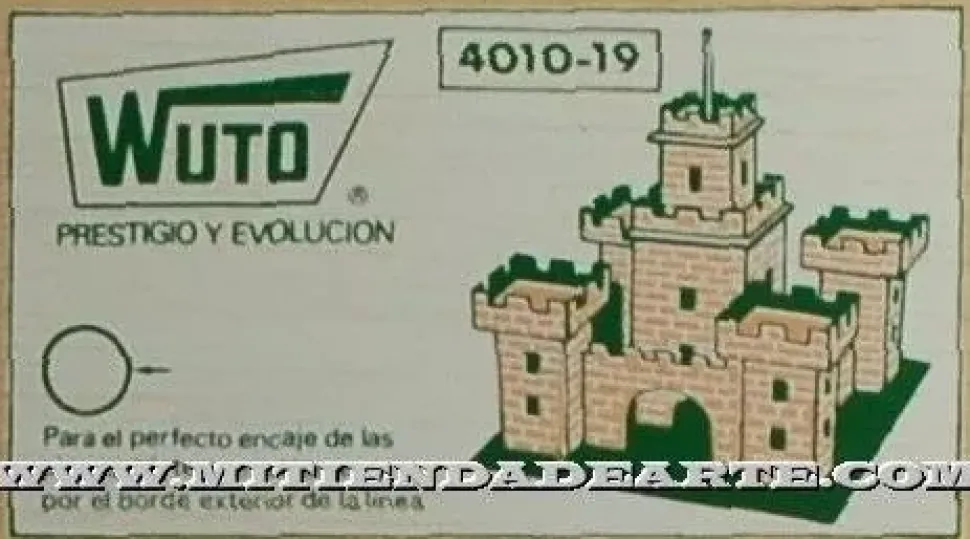 WUTO
®
PRESTIGIO Y EVOLUCION
4010-19
Para el perfecto encaje de las
WWW.MITIENDADEARTE.COM
por el borde exterior de la linea